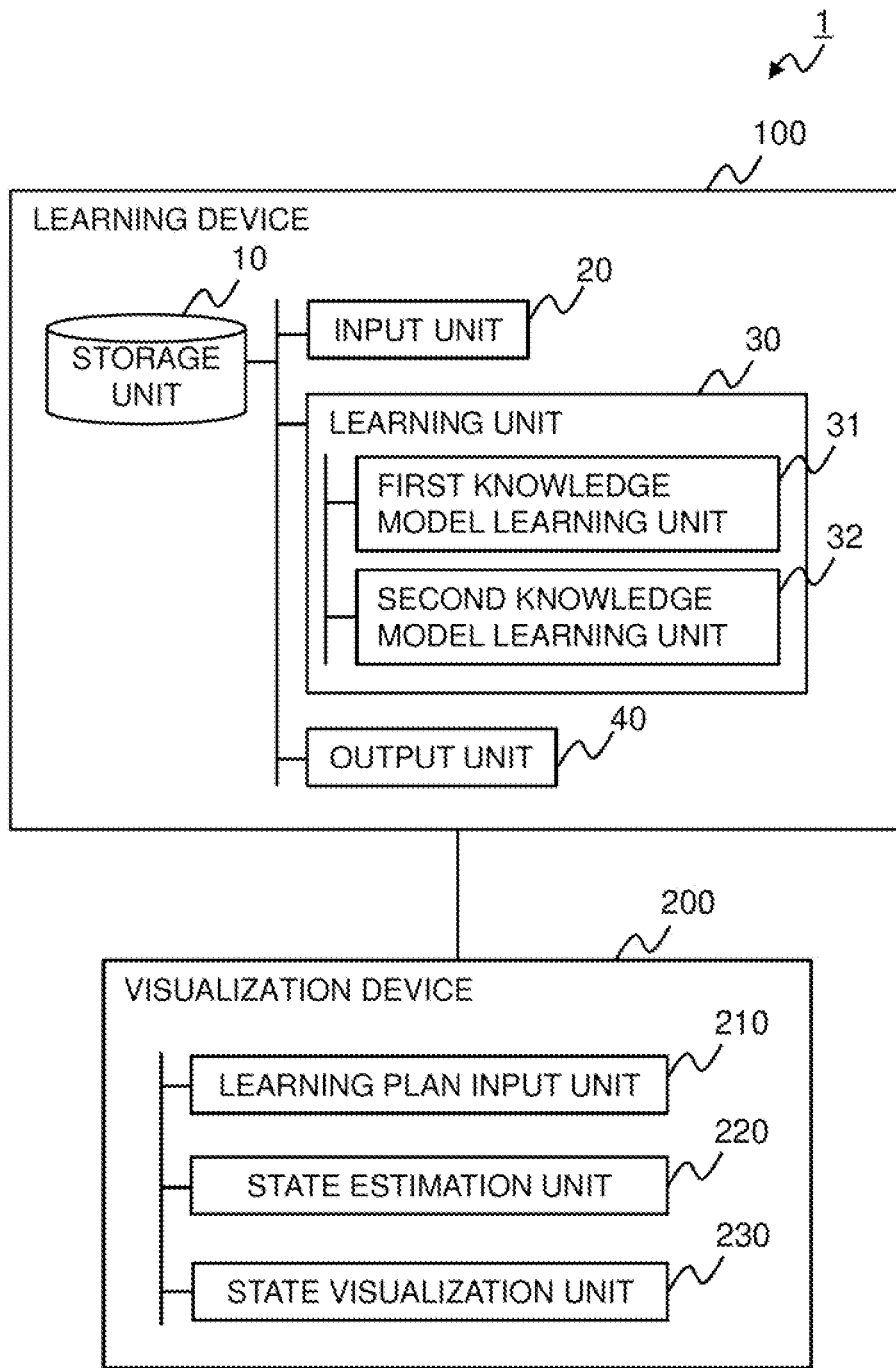 1
100
LEARNING DEVICE
10
20
STORAGE
UNIT
INPUT UNIT
30
LEARNING UNIT
31
FIRST KNOWLEDGE
MODEL LEARNING UNIT
32
SECOND KNOWLEDGE
MODEL LEARNING UNIT
40
OUTPUT UNIT
200
VISUALIZATION DEVICE
210
LEARNING PLAN INPUT UNIT
220
STATE ESTIMATION UNIT
230
STATE VISUALIZATION UNIT